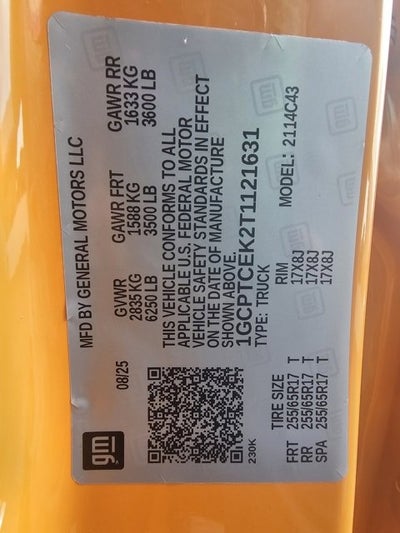 gm
MFD BY GENERAL MOTORS LLC
08/25
GVWR
2835 KG
6250 LB
GAWR FRT
1588 KG
3500 LB
GAWR RR
1633 KG
3600 LB
THIS VEHICLE CONFORMS TO ALL
APPLICABLE U.S. FEDERAL MOTOR
VEHICLE SAFETY STANDARDS IN EFFECT
ON THE DATE OF MANUFACTURE
SHOWN ABOVE.
1GCPTCEK2T1121631
TYPE: TRUCK
MODEL: 2114C43
230K
TIRE SIZE RIM
FRT 255/65R17 T 17X8J
RR 255/65R17 T 17X8J
SPA 255/65R17 T 17X8J